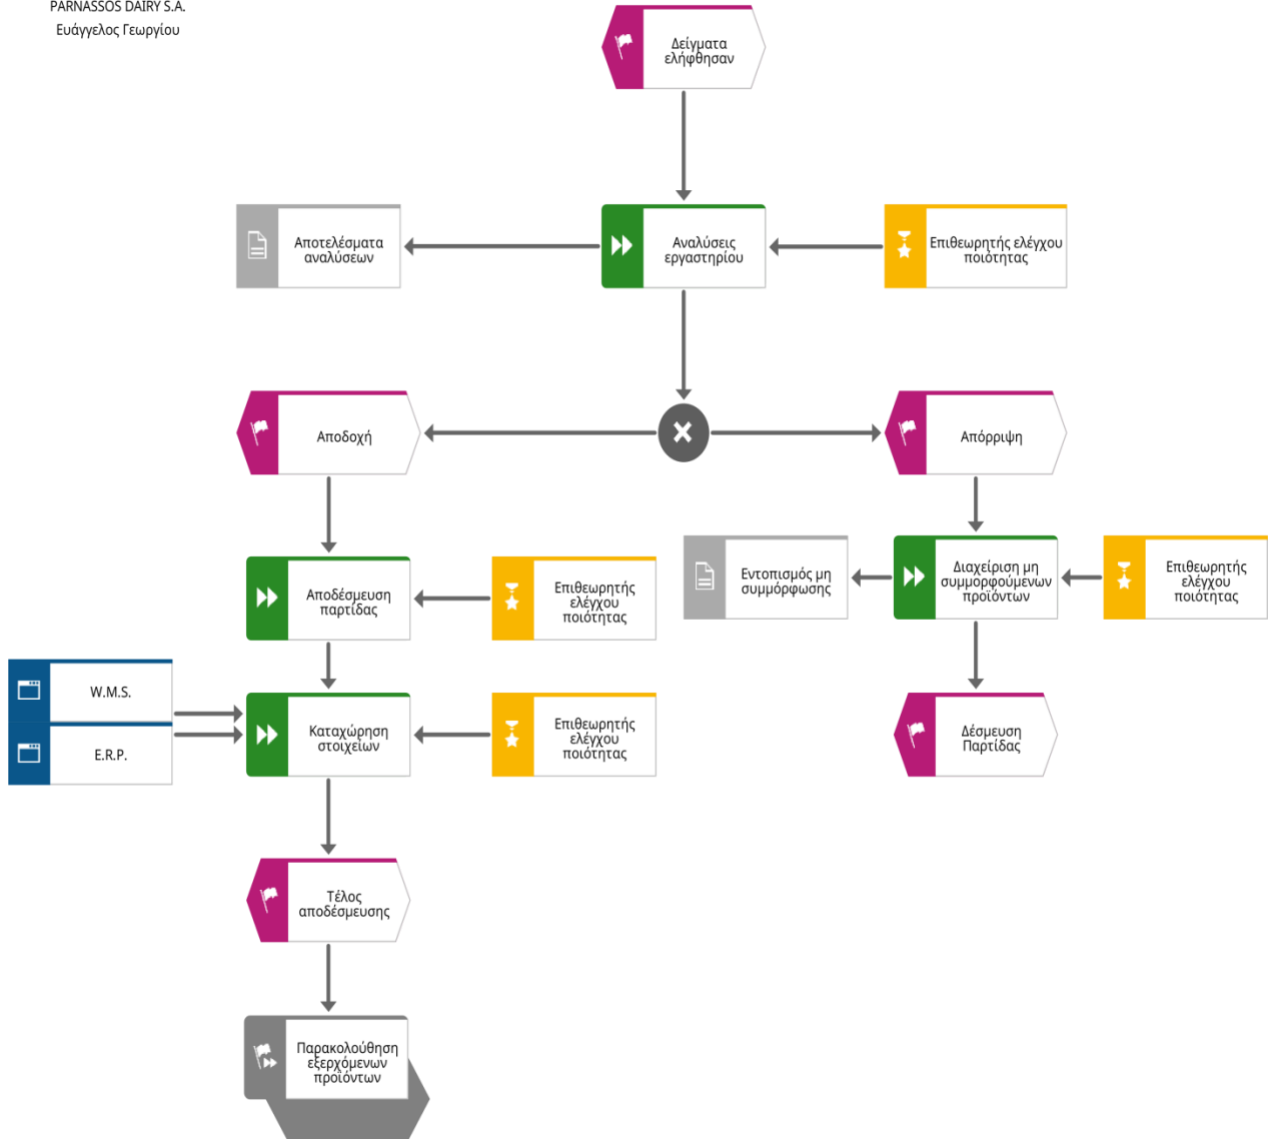 PARNASSOS DAIRY S.A.
Ευάγγελος Γεωργίου
Δείγματα
ελήφθησαν
Αποτελέσματα
αναλύσεων
Αναλύσεις
εργαστηρίου
Επιθεωρητής ελέγχου
ποιότητας
Αποδοχή
Απόρριψη
Αποδέσμευση
παρτίδας
Επιθεωρητής
ελέγχου
ποιότητας
Εντοπισμός μη
συμμόρφωσης
Διαχείριση μη
συμμορφούμενων
προϊόντων
Επιθεωρητής
ελέγχου
ποιότητας
W.M.S.
E.R.P.
Καταχώρηση
στοιχείων
Επιθεωρητής
ελέγχου
ποιότητας
Δέσμευση
Παρτίδας
Τέλος
αποδέσμευσης
Παρακολούθηση
εξερχόμενων
προϊόντων